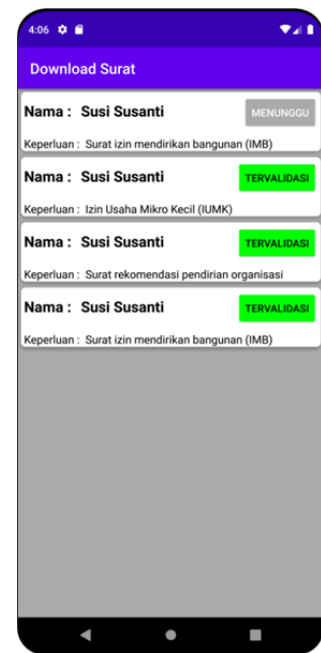 4:06
Download Surat
Nama : Susi Susanti MENUNGGU
Keperluan : Surat izin mendirikan bangunan (IMB)
Nama : Susi Susanti TERVALIDASI
Keperluan : Izin Usaha Mikro Kecil (IUMK)
Nama : Susi Susanti TERVALIDASI
Keperluan : Surat rekomendasi pendirian organisasi
Nama : Susi Susanti TERVALIDASI
Keperluan : Surat izin mendirikan bangunan (IMB)